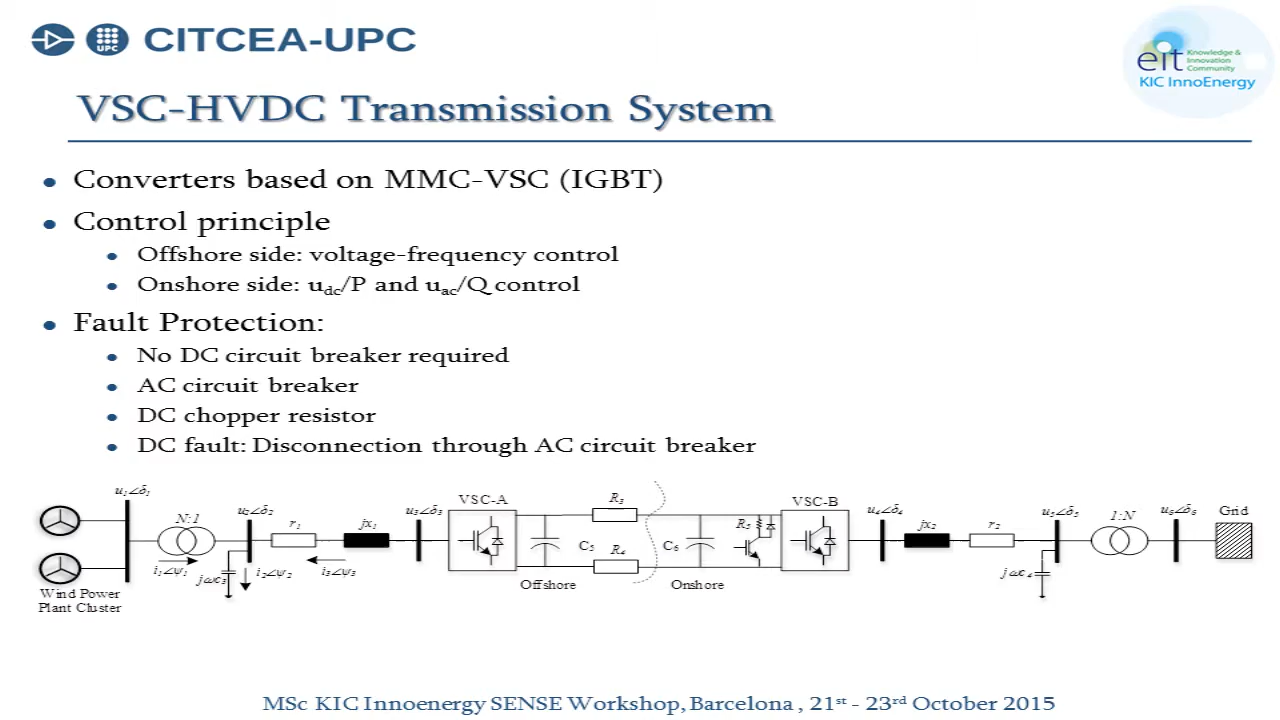 UPC CITCEA-UPC
eit Knowledge & Innovation Community
KIC InnoEnergy
VSC-HVDC Transmission System
• Converters based on MMC-VSC (IGBT)
• Control principle
• Offshore side: voltage-frequency control
• Onshore side: u_dc/P and u_ac/Q control
• Fault Protection:
• No DC circuit breaker required
• AC circuit breaker
• DC chopper resistor
• DC fault: Disconnection through AC circuit breaker
u₁∠δ₁
N:1
u₂∠δ₂
r₁
jx₁
u₃∠δ₃
VSC-A
R₃
VSC-B
R₅
u₄∠δ₄
jx₂
r₂
u₅∠δ₅
1:N
u₆∠δ₆
Grid
C₅
R₄
C₆
i₁∠ψ₁
jωc₃
i₂∠ψ₂
i₃∠ψ₃
jωc₄
Offshore
Onshore
Wind Power
Plant Cluster
MSc KIC Innoenergy SENSE Workshop, Barcelona , 21st - 23rd October 2015